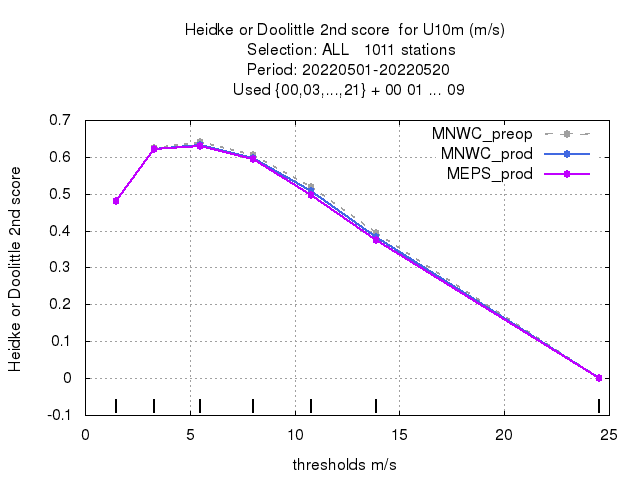 Heidke or Doolittle 2nd score  for U10m (m/s)
Selection: ALL   1011 stations
Period: 20220501-20220520
Used {00,03,...,21} + 00 01 ... 09
MNWC_preop
MNWC_prod
MEPS_prod
Heidke or Doolittle 2nd score
0.7
0.6
0.5
0.4
0.3
0.2
0.1
0
-0.1
0 5 10 15 20 25
thresholds m/s